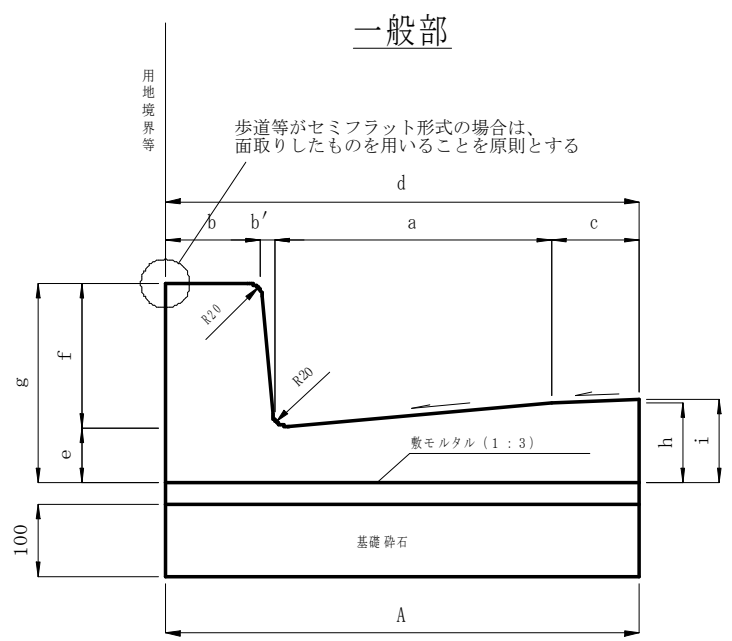 一般部
用地境界等
歩道等がセミフラット形式の場合は、
面取りしたものを用いることを原則とする
d
b
b′
a
c
R20
R20
f
g
e
h
i
敷モルタル（1：3）
100
基礎砕石
A